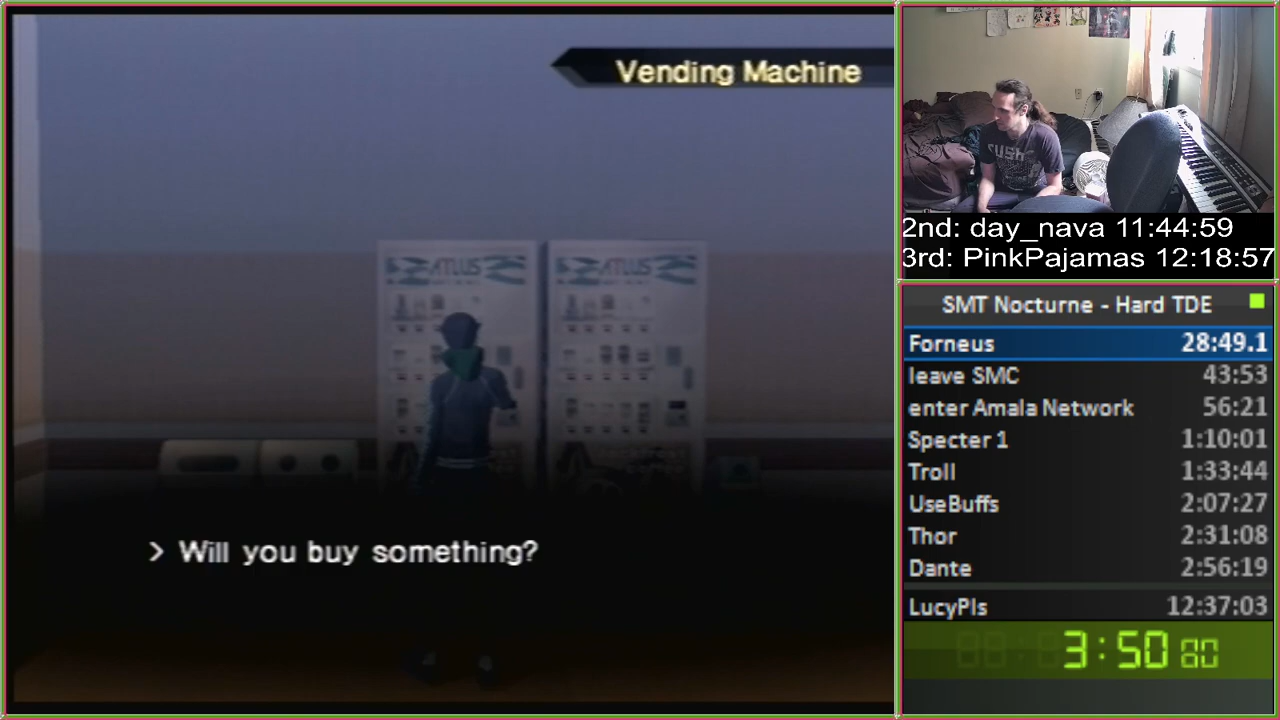 Vending Machine
ATLUS ATLUS
> Will you buy something?
2nd: day_nava 11:44:59
3rd: PinkPajamas 12:18:57
SMT Nocturne - Hard TDE
Forneus 28:49.1
leave SMC 43:53
enter Amala Network 56:21
Specter 1 1:10:01
Troll 1:33:44
UseBuffs 2:07:27
Thor 2:31:08
Dante 2:56:19
LucyPls 12:37:03
3:50 80